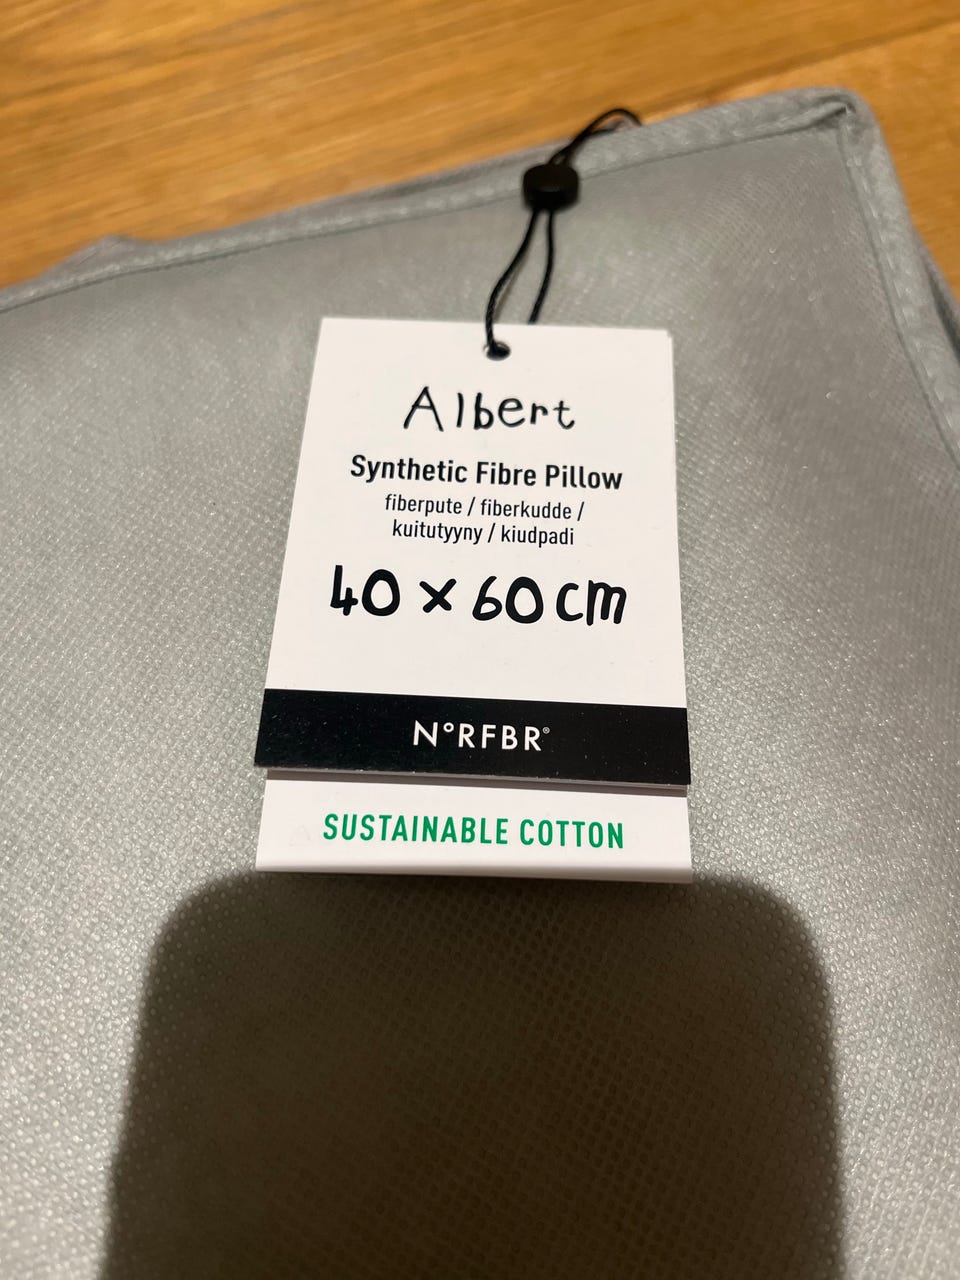 Albert
Synthetic Fibre Pillow
fiberpute / fiberkudde /
kuitutyyny / kiudpadi
40 x 60 cm
N°RFBR®
SUSTAINABLE COTTON